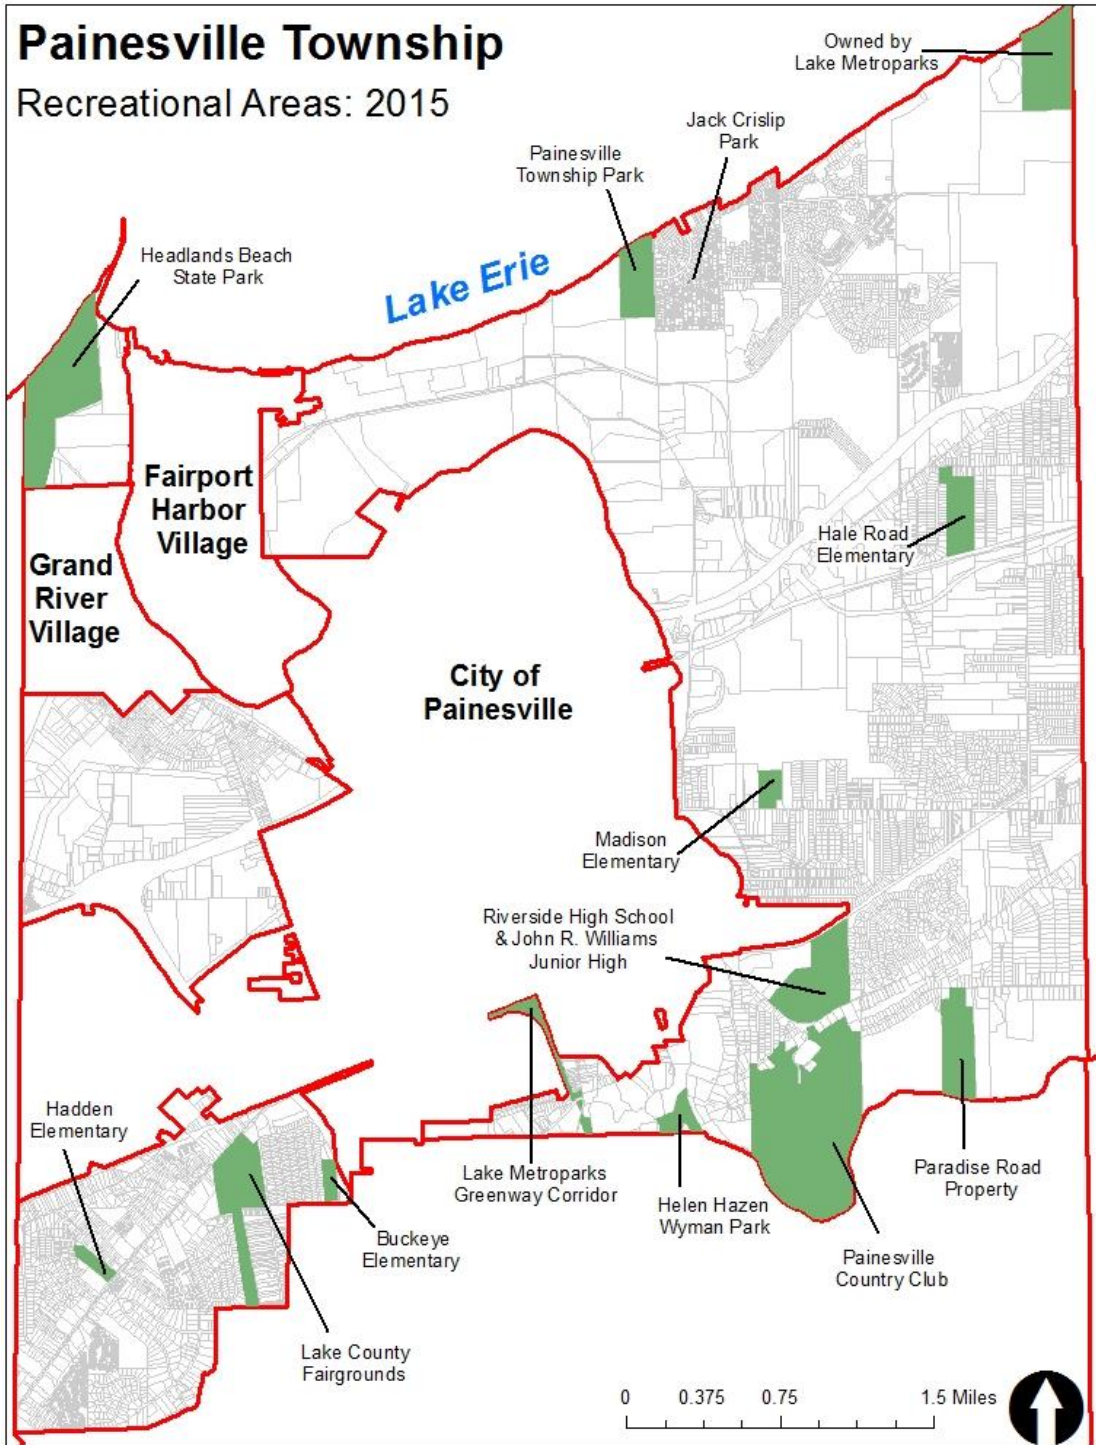 Painesville Township
Recreational Areas: 2015
Owned by
Lake Metroparks
Jack Crislip
Park
Painesville
Township Park
Headlands Beach
State Park
Lake Erie
Fairport
Harbor
Village
Grand
River
Village
Hale Road
Elementary
City of
Painesville
Madison
Elementary
Riverside High School
& John R. Williams
Junior High
Hadden
Elementary
Lake Metroparks
Greenway Corridor
Helen Hazen
Wyman Park
Paradise Road
Property
Buckeye
Elementary
Painesville
Country Club
Lake County
Fairgrounds
0 0.375 0.75 1.5 Miles